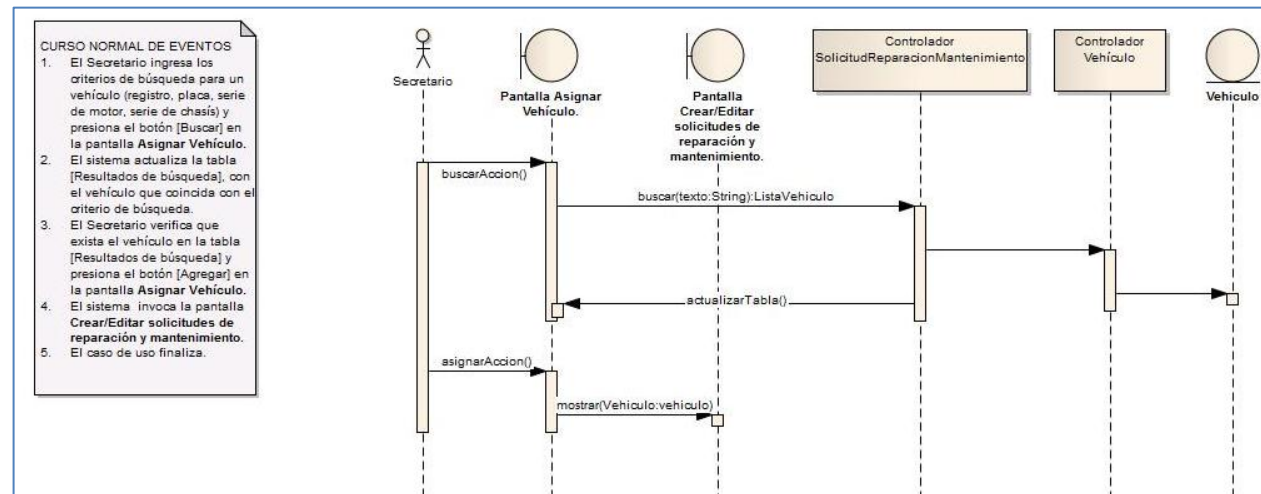 CURSO NORMAL DE EVENTOS
1. El Secretario ingresa los
criterios de búsqueda para un
vehículo (registro, placa, serie
de motor, serie de chasís) y
presiona el botón [Buscar] en
la pantalla Asignar Vehículo.
2. El sistema actualiza la tabla
[Resultados de búsqueda], con
el vehículo que coincida con el
criterio de búsqueda.
3. El Secretario verifica que
exista el vehículo en la tabla
[Resultados de búsqueda] y
presiona el botón [Agregar] en
la pantalla Asignar Vehículo.
4. El sistema invoca la pantalla
Crear/Editar solicitudes de
reparación y mantenimiento.
5. El caso de uso finaliza.
Secretario
Pantalla Asignar
Vehículo.
Pantalla
Crear/Editar
solicitudes de
reparación y
mantenimiento.
Controlador
SolicitudReparacionMantenimiento
Controlador
Vehículo
Vehiculo
buscarAccion()
buscar(texto:String):ListaVehiculo
actualizarTabla()
asignarAccion()
mostrar(Vehiculo:vehiculo)